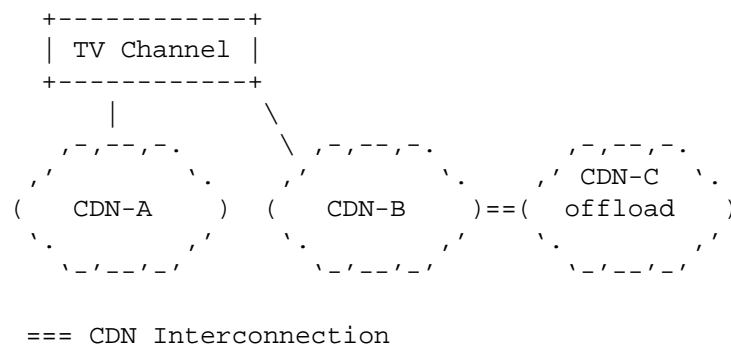 TV Channel
CDN-C
CDN-A CDN-B offload
=== CDN Interconnection